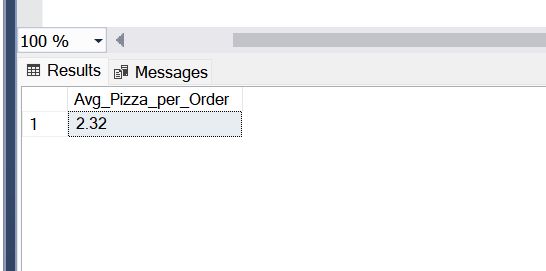 100 %
Results Messages
Avg_Pizza_per_Order
1 2.32